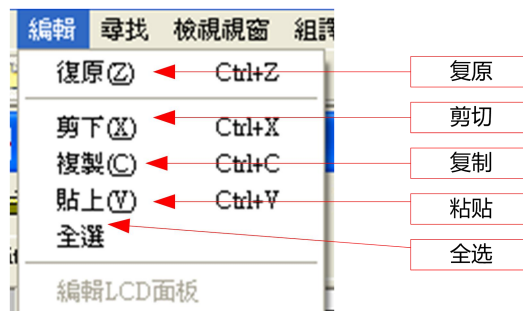 編輯 尋找 檢視視窗 組譯
復原(Z) Ctrl+Z 复原
剪下(X) Ctrl+X 剪切
複製(C) Ctrl+C 复制
貼上(V) Ctrl+V 粘贴
全選 全选
編輯LCD面板